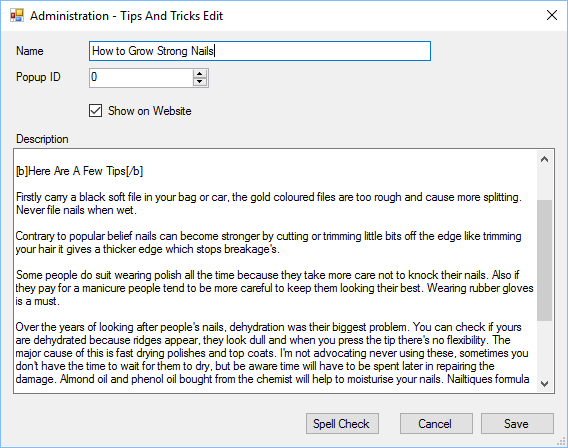 Administration - Tips And Tricks Edit
Name
How to Grow Strong Nails
Popup ID
0
Show on Website
Description
[b]Here Are A Few Tips[/b]
Firstly carry a black soft file in your bag or car, the gold coloured files are too rough and cause more splitting.
Never file nails when wet.
Contrary to popular belief nails can become stronger by cutting or trimming little bits off the edge like trimming
your hair it gives a thicker edge which stops breakage's.
Some people do suit wearing polish all the time because they take more care not to knock their nails. Also if
they pay for a manicure people tend to be more careful to keep them looking their best. Wearing rubber gloves
is a must.
Over the years of looking after people's nails, dehydration was their biggest problem. You can check if yours
are dehydrated because ridges appear, they look dull and when you press the tip there's no flexibility. The
major cause of this is fast drying polishes and top coats. I'm not advocating never using these, sometimes you
don't have the time to wait for them to dry, but be aware time will have to be spent later in repairing the
damage. Almond oil and phenol oil bought from the chemist will help to moisturise your nails. Nailtiques formula
Spell Check
Cancel
Save